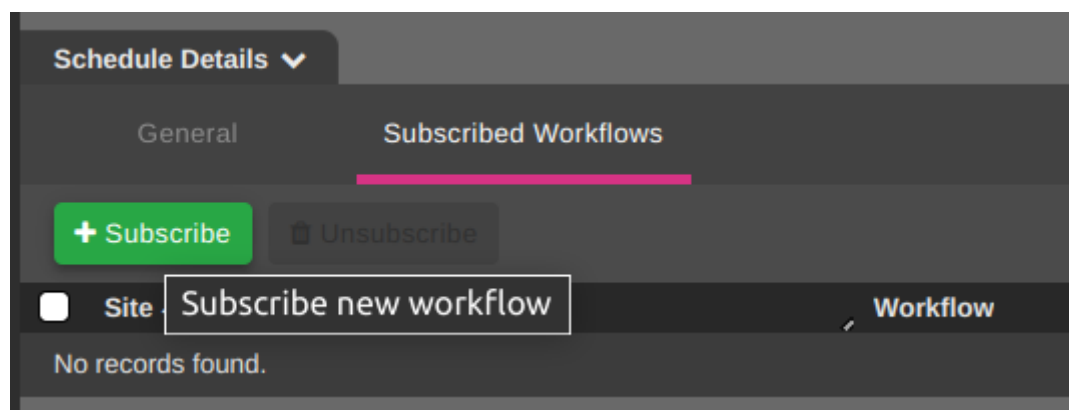 Schedule Details
General Subscribed Workflows
+ Subscribe Unsubscribe
Site Subscribe new workflow Workflow
No records found.